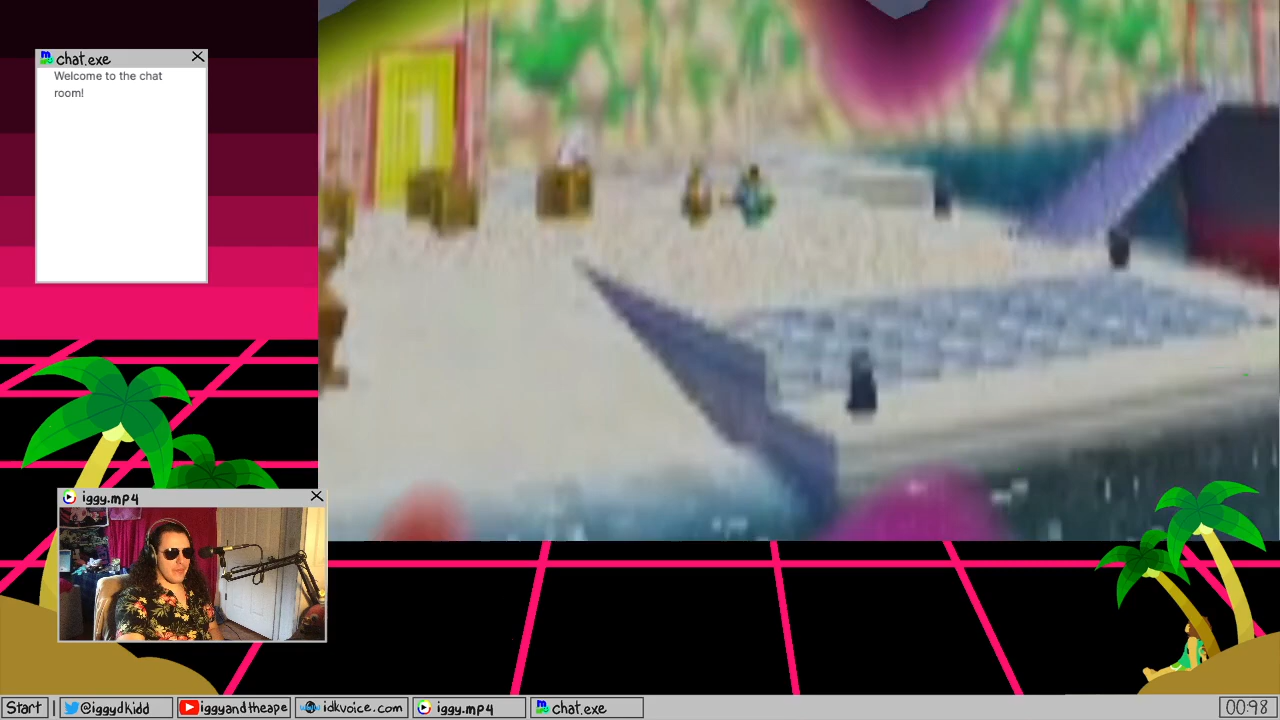 chat.exe
Welcome to the chat
room!
iggy.mp4
Start
@iggydkidd
iggyandtheape
www idkvoice.com
iggy.mp4
chat.exe
00:98